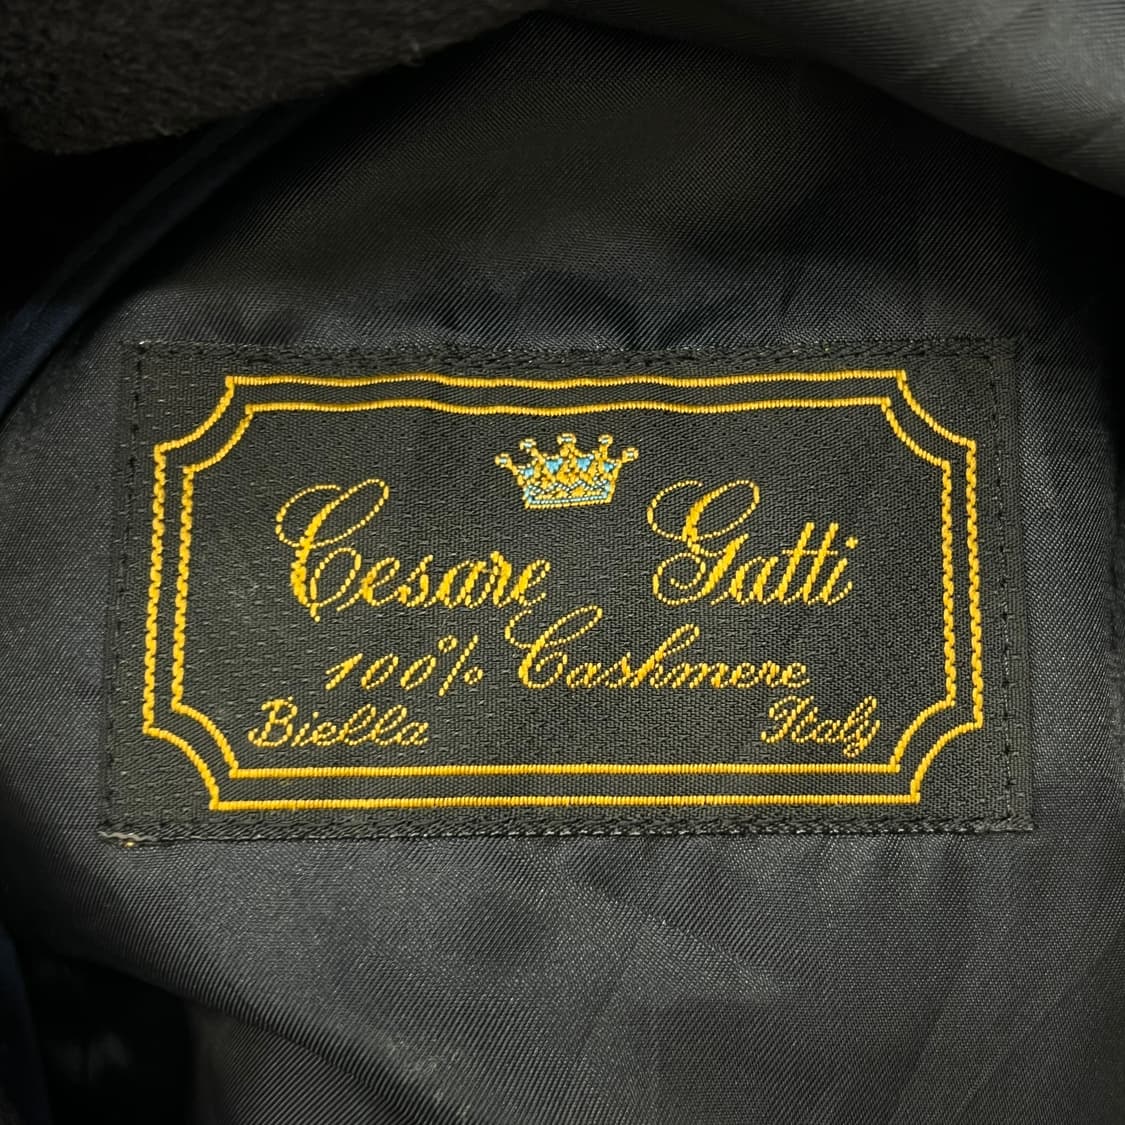 Cesare Gatti
100% Cashmere
Biella Italy